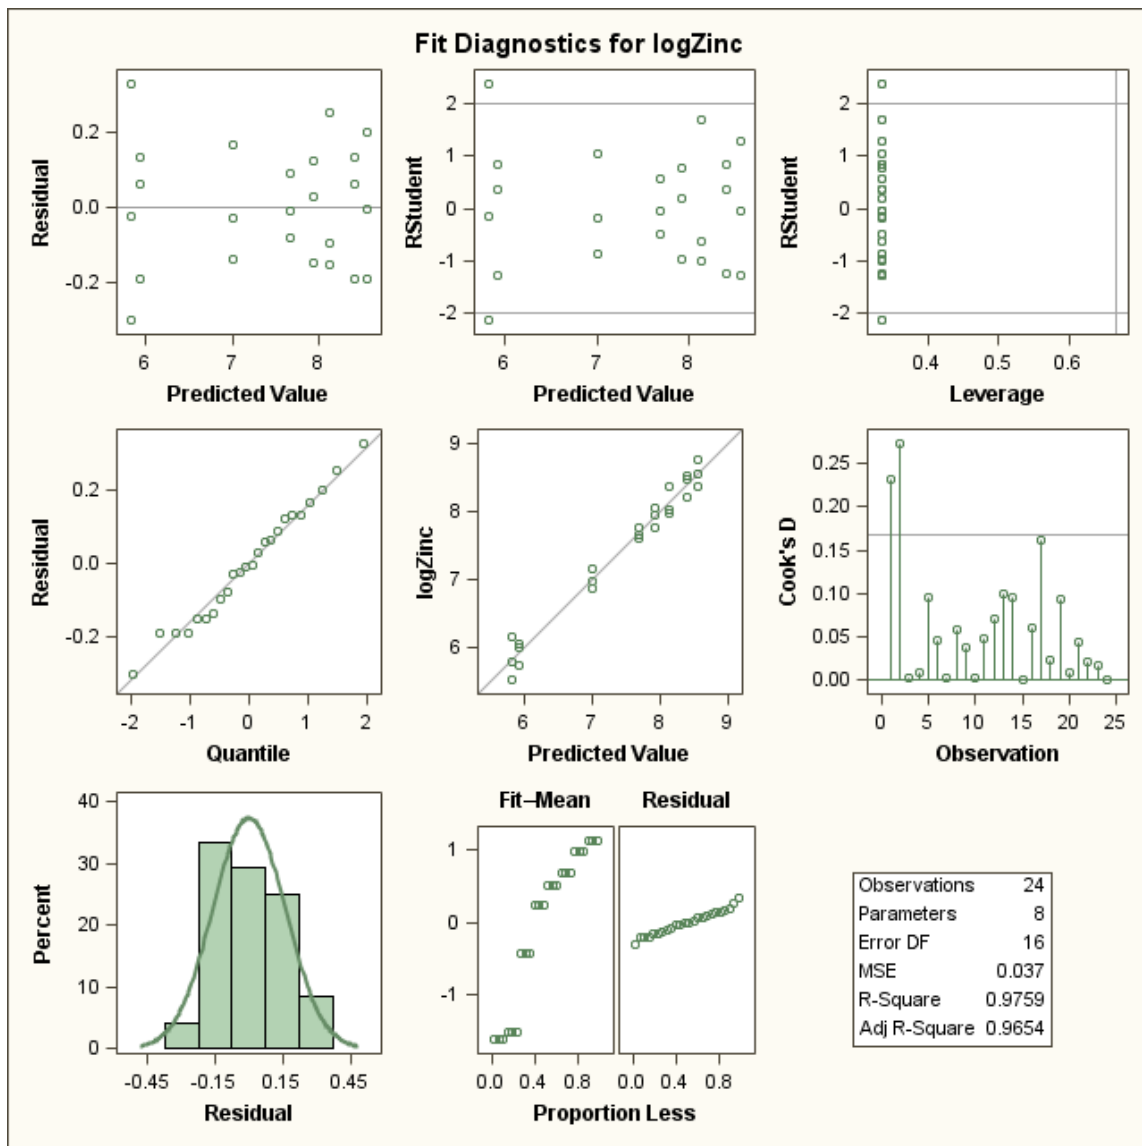 Fit Diagnostics for logZinc
Residual
0.2
0.0
-0.2
6 7 8
Predicted Value
RStudent
2
1
0
-1
-2
6 7 8
Predicted Value
RStudent
2
1
0
-1
-2
0.4 0.5 0.6
Leverage
Residual
0.2
0.0
-0.2
-2 -1 0 1 2
Quantile
logZinc
9
8
7
6
6 7 8 9
Predicted Value
Cook's D
0.25
0.20
0.15
0.10
0.05
0.00
0 5 10 15 20 25
Observation
Percent
40
30
20
10
0
-0.45 -0.15 0.15 0.45
Residual
Fit–Mean Residual
1
0
-1
0.0 0.4 0.8 0.0 0.4 0.8
Proportion Less
Observations 24
Parameters 8
Error DF 16
MSE 0.037
R-Square 0.9759
Adj R-Square 0.9654